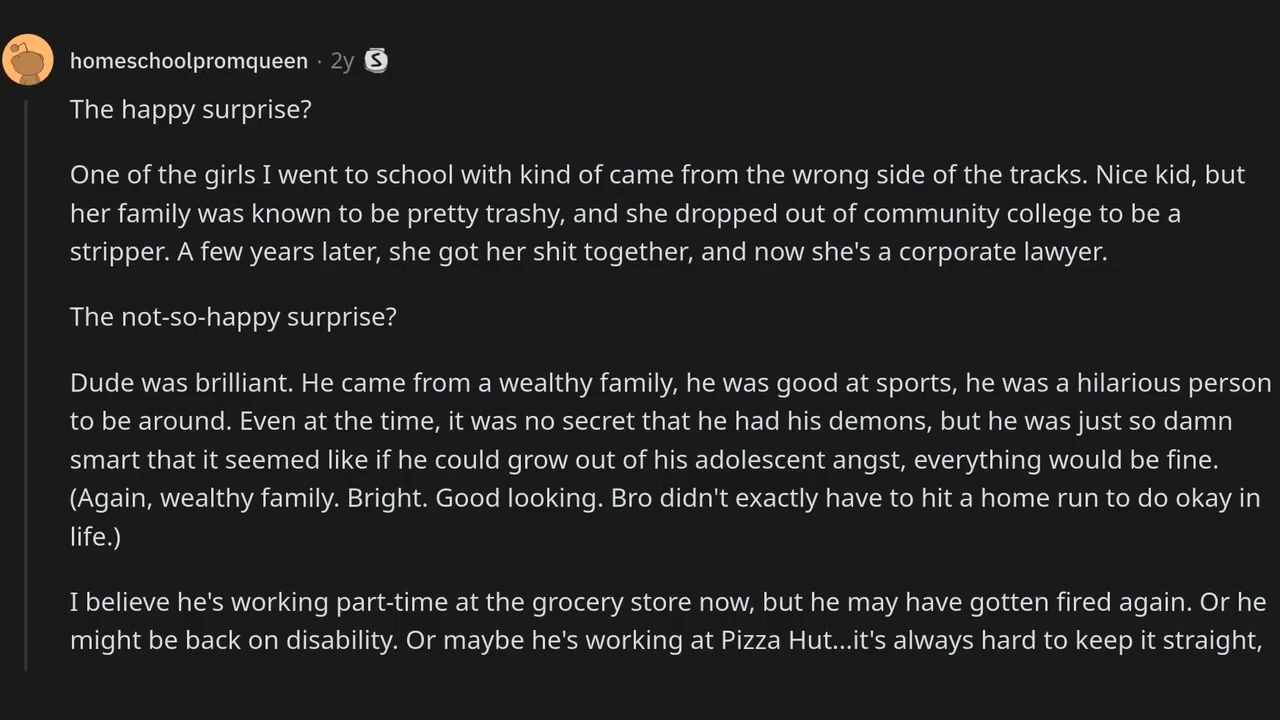 homeschoolpromqueen · 2y
The happy surprise?
One of the girls I went to school with kind of came from the wrong side of the tracks. Nice kid, but
her family was known to be pretty trashy, and she dropped out of community college to be a
stripper. A few years later, she got her shit together, and now she's a corporate lawyer.
The not-so-happy surprise?
Dude was brilliant. He came from a wealthy family, he was good at sports, he was a hilarious person
to be around. Even at the time, it was no secret that he had his demons, but he was just so damn
smart that it seemed like if he could grow out of his adolescent angst, everything would be fine.
(Again, wealthy family. Bright. Good looking. Bro didn't exactly have to hit a home run to do okay in
life.)
I believe he's working part-time at the grocery store now, but he may have gotten fired again. Or he
might be back on disability. Or maybe he's working at Pizza Hut...it's always hard to keep it straight,